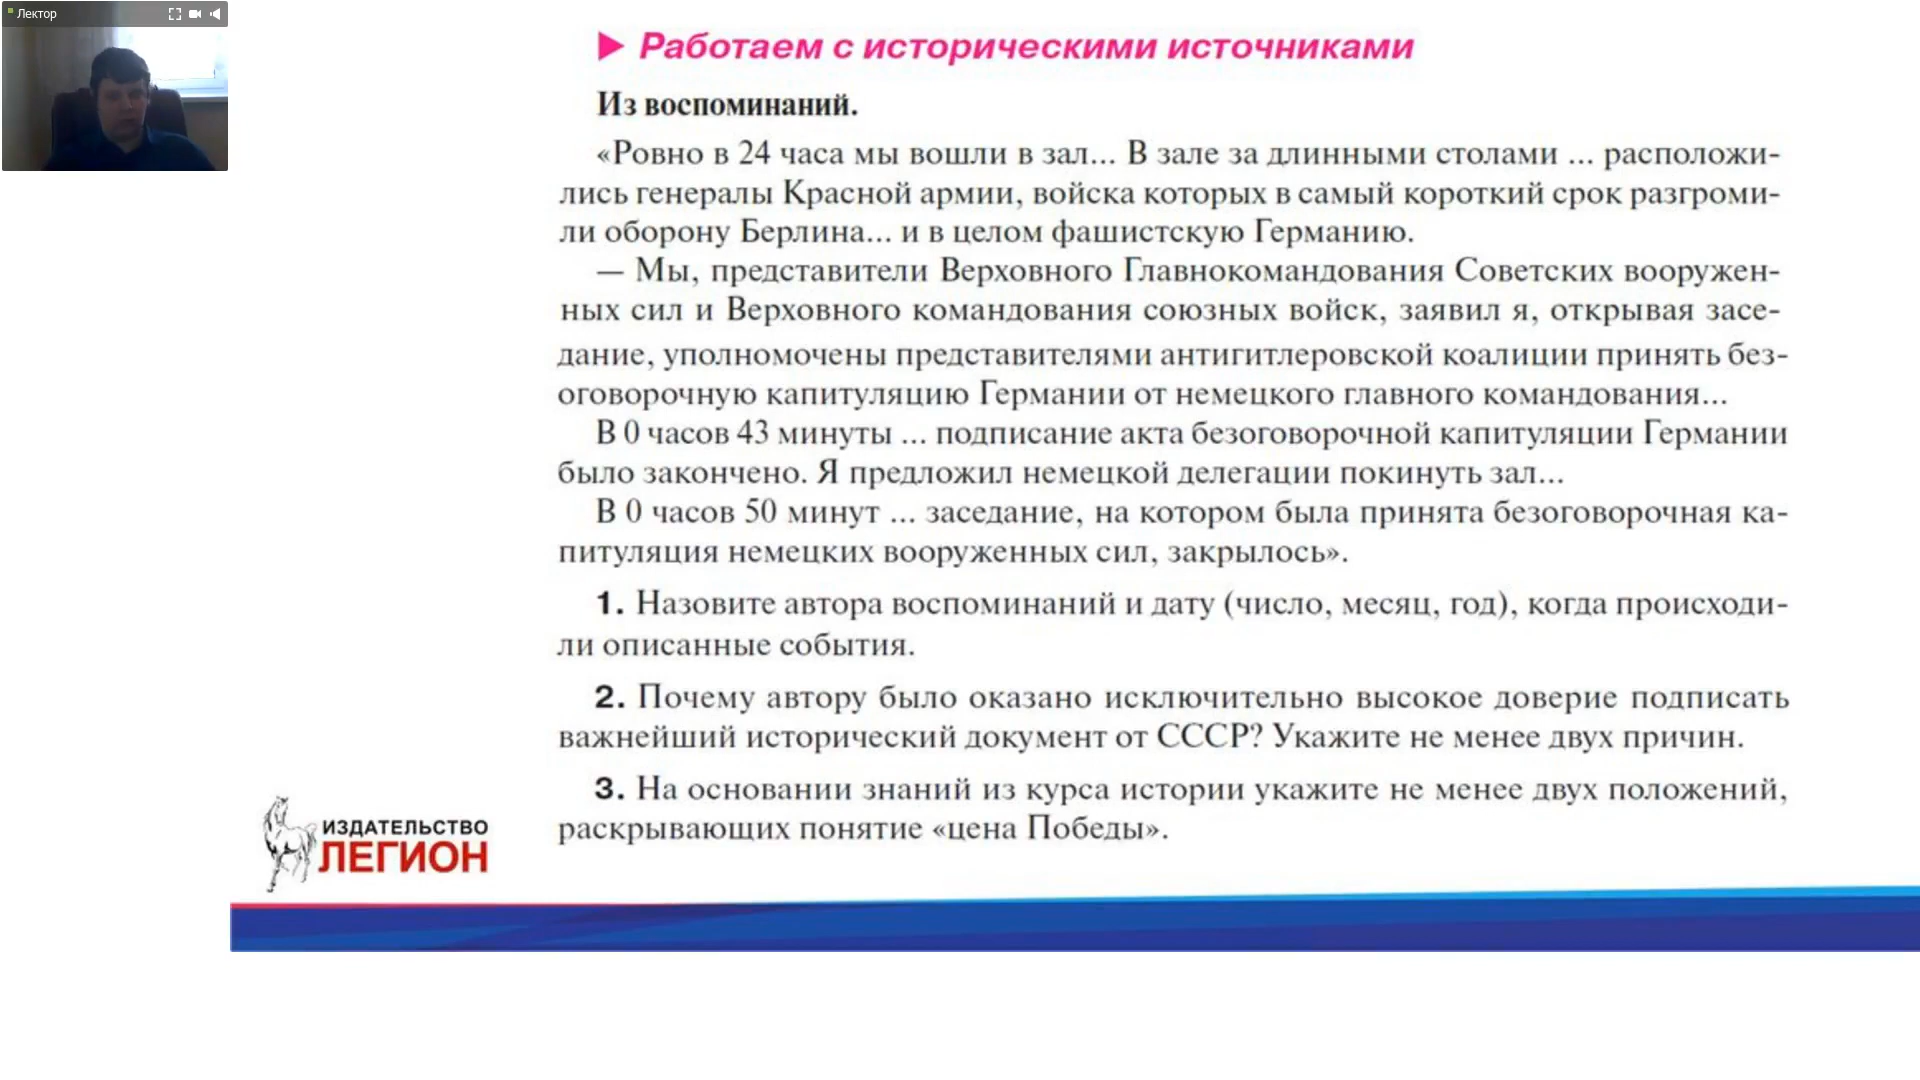 Лектор
Работаем с историческими источниками
Из воспоминаний.
«Ровно в 24 часа мы вошли в зал... В зале за длинными столами ... расположи-
лись генералы Красной армии, войска которых в самый короткий срок разгроми-
ли оборону Берлина... и в целом фашистскую Германию.
— Мы, представители Верховного Главнокомандования Советских вооружен-
ных сил и Верховного командования союзных войск, заявил я, открывая засе-
дание, уполномочены представителями антигитлеровской коалиции принять без-
оговорочную капитуляцию Германии от немецкого главного командования...
В 0 часов 43 минуты ... подписание акта безоговорочной капитуляции Германии
было закончено. Я предложил немецкой делегации покинуть зал...
В 0 часов 50 минут ... заседание, на котором была принята безоговорочная ка-
питуляция немецких вооруженных сил, закрылось».
1. Назовите автора воспоминаний и дату (число, месяц, год), когда происходи-
ли описанные события.
2. Почему автору было оказано исключительно высокое доверие подписать
важнейший исторический документ от СССР? Укажите не менее двух причин.
3. На основании знаний из курса истории укажите не менее двух положений,
раскрывающих понятие «цена Победы».
ИЗДАТЕЛЬСТВО
ЛЕГИОН